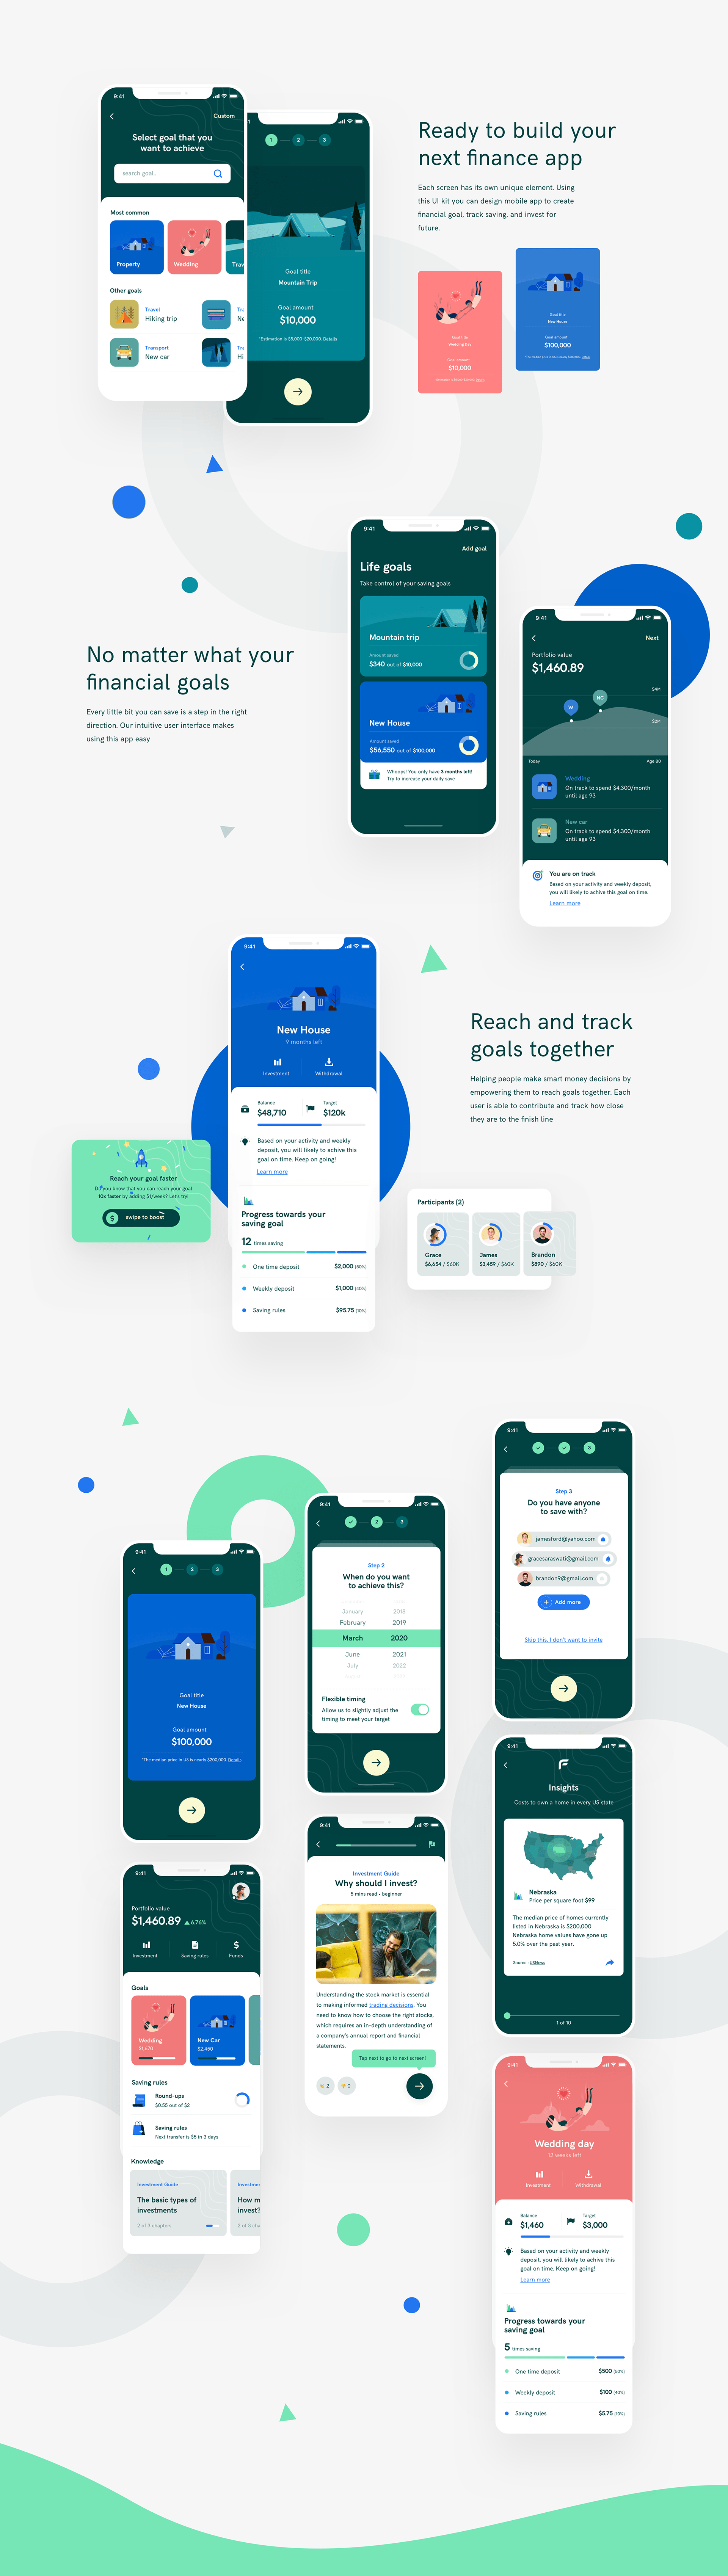 9:41
Custom
Select goal that you
want to achieve
search goal..
Most common
Property
Wedding
Trav
Other goals
Travel
Hiking trip
Transport
New car
1
2
3
Goal title
Mountain Trip
Goal amount
$10,000
*Estimation is $5,000-$20,000. Details
Ready to build your
next finance app
Each screen has its own unique element. Using
this UI kit you can design mobile app to create
financial goal, track saving, and invest for
future.
Goal title
Wedding Day
Goal amount
$10,000
Goal title
New House
Goal amount
$100,000
9:41
Add goal
Life goals
Take control of your saving goals
Mountain trip
Amount saved
$340 out of $10,000
New House
Amount saved
$56,550 out of $100,000
Whoops! You only have 3 months left!
Try to increase your daily save
No matter what your
financial goals
Every little bit you can save is a step in the right
direction. Our intuitive user interface makes
using this app easy
9:41
Next
Portfolio value
$1,460.89
$4M
NC
W
$2M
Today
Age 80
Wedding
On track to spend $4,300/month
until age 93
New car
On track to spend $4,300/month
until age 93
You are on track
Based on your activity and weekly deposit,
you will likely to achieve this goal on time.
Learn more
9:41
New House
9 months left
Investment
Withdrawal
Balance
$48,710
Target
$120k
Based on your activity and weekly
deposit, you will likely to achive this
goal on time. Keep on going!
Learn more
Progress towards your
saving goal
12 times saving
One time deposit
$2,000 (50%)
Weekly deposit
$1,000 (40%)
Saving rules
$95.75 (10%)
Reach and track
goals together
Helping people make smart money decisions by
empowering them to reach goals together. Each
user is able to contribute and track how close
they are to the finish line
Reach your goal faster
Do you know that you can reach your goal
10x faster by adding $1/week? Let's try!
$
swipe to boost
Participants (2)
Grace
$6,654 / $60K
James
$3,459 / $60K
Brandon
$890 / $60K
9:41
3
Step 3
Do you have anyone
to save with?
jamesford@yahoo.com
gracesaraswati@gmail.com
brandon9@gmail.com
Add more
Skip this, I don't want to invite
9:41
2
3
Step 2
When do you want
to achieve this?
January
2018
February
2019
March
2020
June
2021
July
2022
Flexible timing
Allow us to slightly adjust the
timing to meet your target
9:41
1
2
3
Goal title
New House
Goal amount
$100,000
*The median price in US is nearly $200,000. Details
9:41
Insights
Costs to own a home in every US state
Nebraska
Price per square foot $99
The median price of homes currently
listed in Nebraska is $200,000
Nebraska home values have gone up
5.0% over the past year.
Source : USNews
1 of 10
9:41
Investment Guide
Why should I invest?
5 mins read • beginner
Understanding the stock market is essential
to making informed trading decisions. You
need to know how to choose the right stocks,
which requires an in-depth understanding of
a company's annual report and financial
statements.
Tap next to go to next screen!
2
0
9:41
Portfolio value
$1,460.89
6.76%
Investment
Saving rules
Funds
Goals
Wedding
$1,470
New Car
$2,450
Saving rules
Round-ups
$0.55 out of $2
Saving rules
Next transfer is $5 in 3 days
Knowledge
Investment Guide
The basic types of
investments
2 of 3 chapters
Investmen
How m
invest?
2 of 3 cha
9:41
Wedding day
12 weeks left
Investment
Withdrawal
Balance
$1,460
Target
$3,000
Based on your activity and weekly
deposit, you will likely to achive this
goal on time. Keep on going!
Learn more
Progress towards your
saving goal
5 times saving
One time deposit
$500 (50%)
Weekly deposit
$100 (40%)
Saving rules
$5.75 (10%)